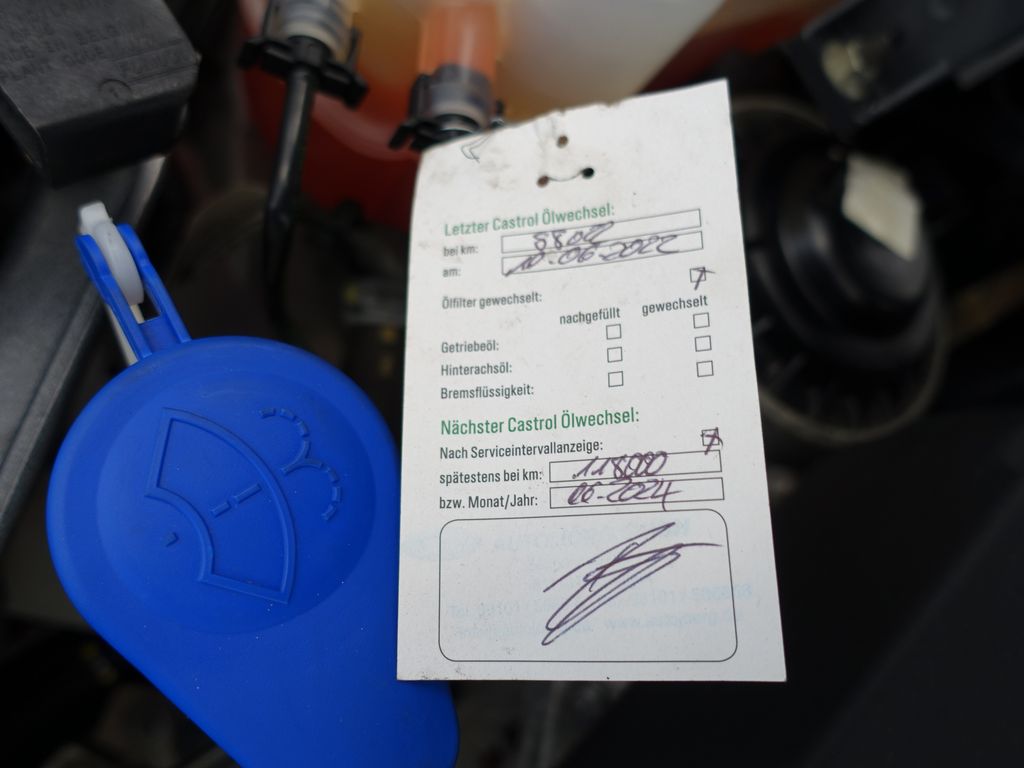 Letzter Castrol Ölwechsel:
bei km: 88022
am: 10-06-2022
Ölfilter gewechselt:
nachgefüllt gewechselt
Getriebeöl:
Hinterachsöl:
Bremsflüssigkeit:
Nächster Castrol Ölwechsel:
Nach Serviceintervallanzeige:
spätestens bei km: 118000
bzw. Monat/Jahr: 06-2024